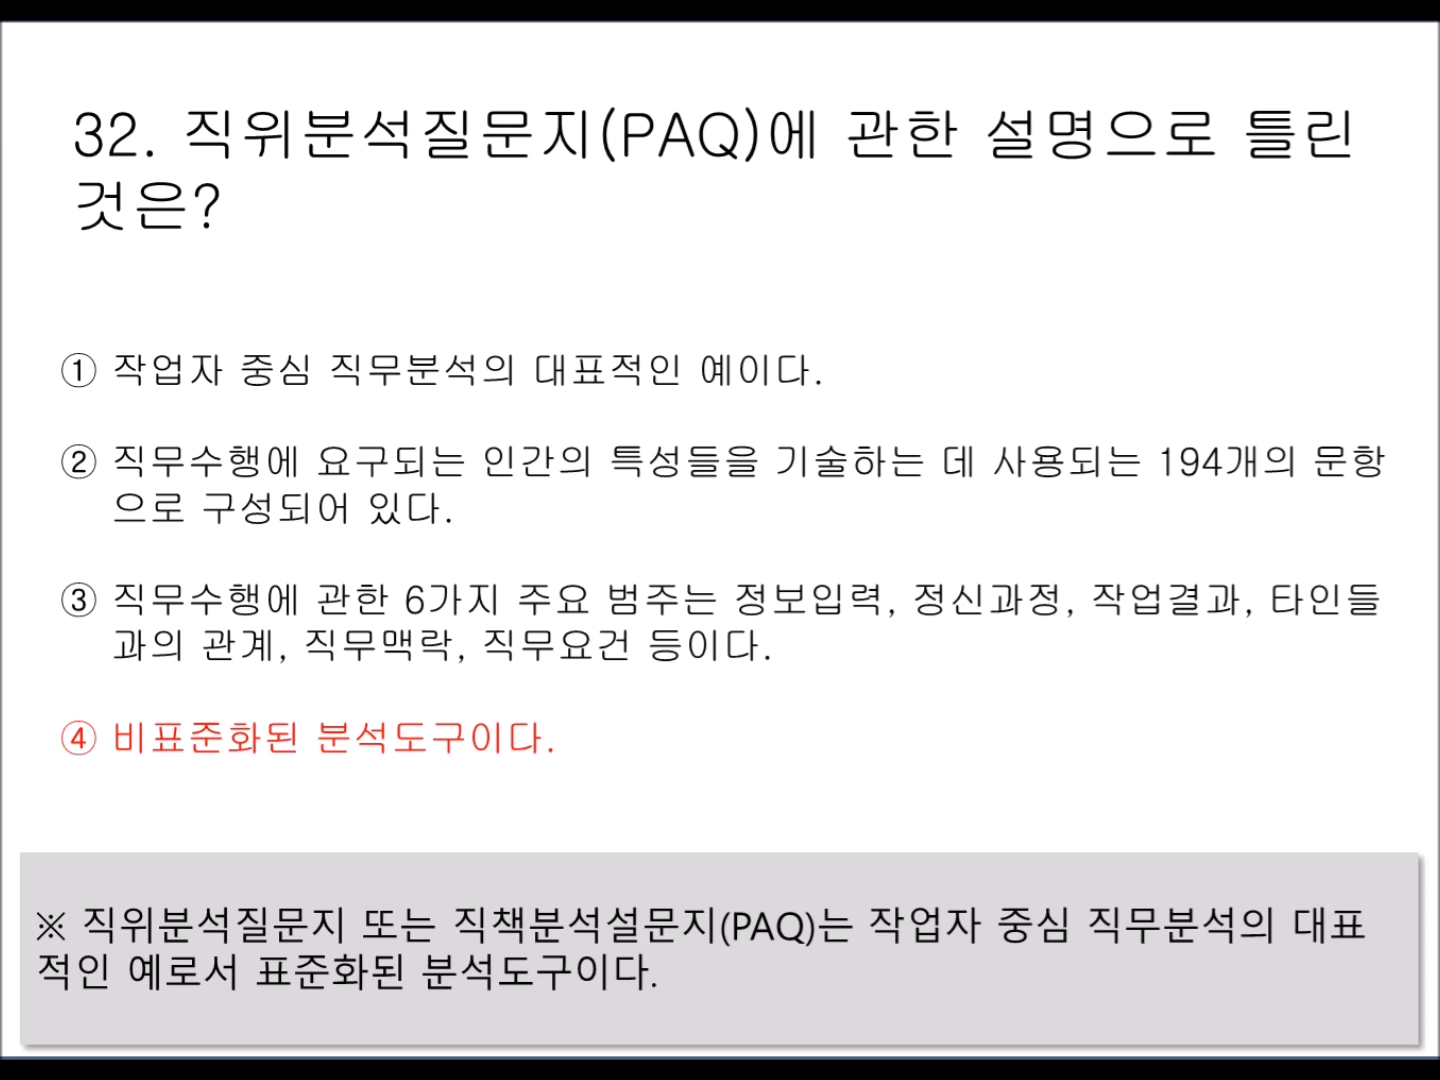 32. 직위분석질문지(PAQ)에 관한 설명으로 틀린
것은?
① 작업자 중심 직무분석의 대표적인 예이다.
② 직무수행에 요구되는 인간의 특성들을 기술하는 데 사용되는 194개의 문항
으로 구성되어 있다.
③ 직무수행에 관한 6가지 주요 범주는 정보입력, 정신과정, 작업결과, 타인들
과의 관계, 직무맥락, 직무요건 등이다.
④ 비표준화된 분석도구이다.
※ 직위분석질문지 또는 직책분석설문지(PAQ)는 작업자 중심 직무분석의 대표
적인 예로서 표준화된 분석도구이다.